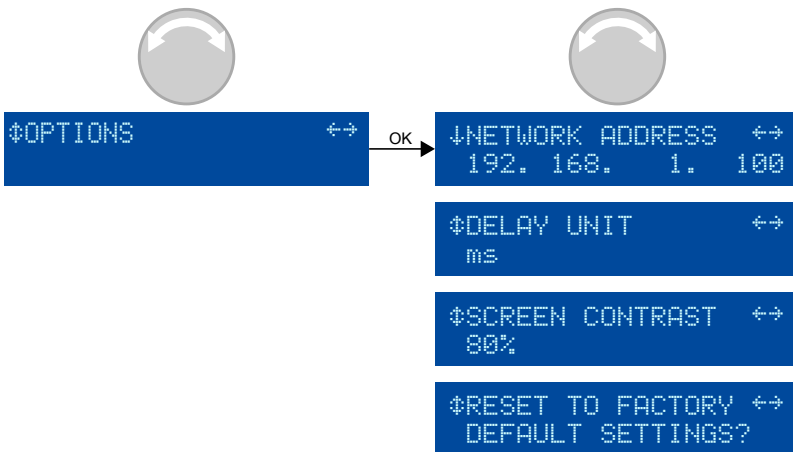 ↕OPTIONS ←→
OK
↓NETWORK ADDRESS ←→
192. 168. 1. 100
↕DELAY UNIT ←→
ms
↕SCREEN CONTRAST ←→
80%
↕RESET TO FACTORY ←→
DEFAULT SETTINGS?